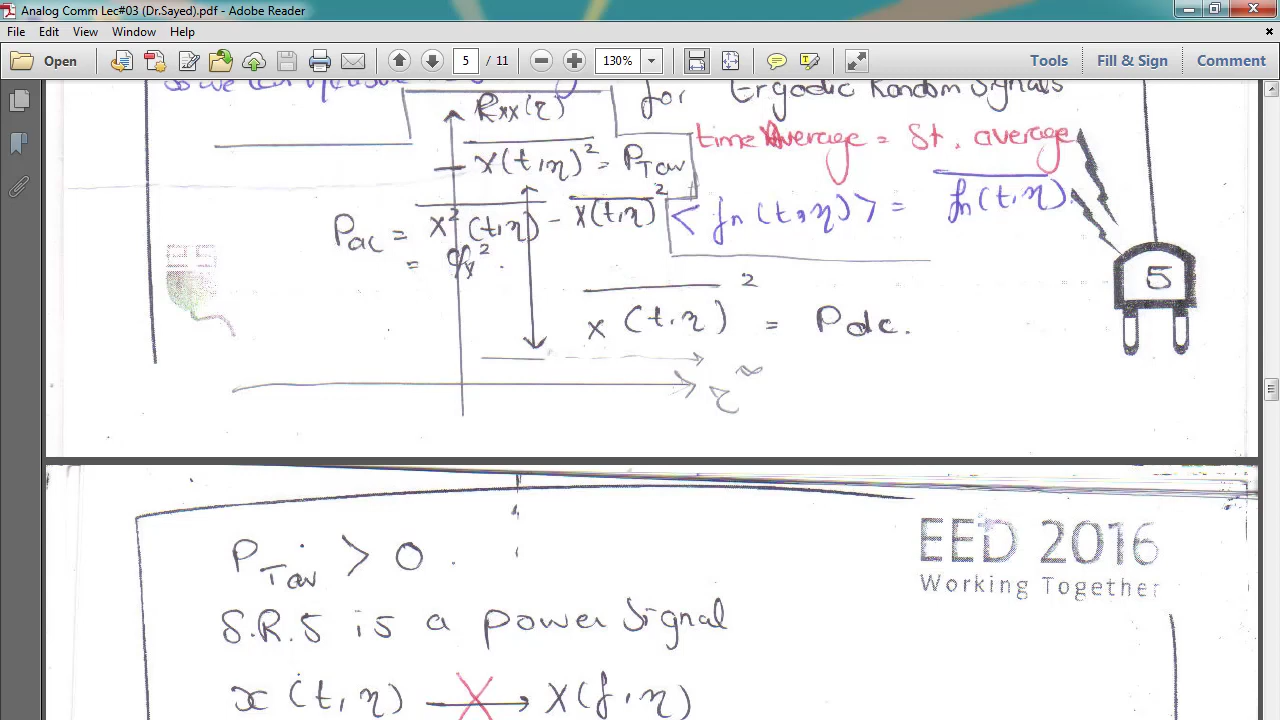 Analog Comm Lec#03 (Dr.Sayed).pdf - Adobe Reader
File Edit View Window Help
Open 5 / 11 130% Tools Fill & Sign Comment
for Ergodic Random Signals
Rxx(τ)
time Average = St. average
x(t,η)² = PTav
< fn(t,η) > = fn(t,η)
Pac = x²(t,η) - x(t,η)²
= σx².
x(t,η)² = Pdc.
τ ∞
5
EED 2016
Working Together
PTav > 0.
S.R.S is a power signal
x(t,η) → X(f,η)